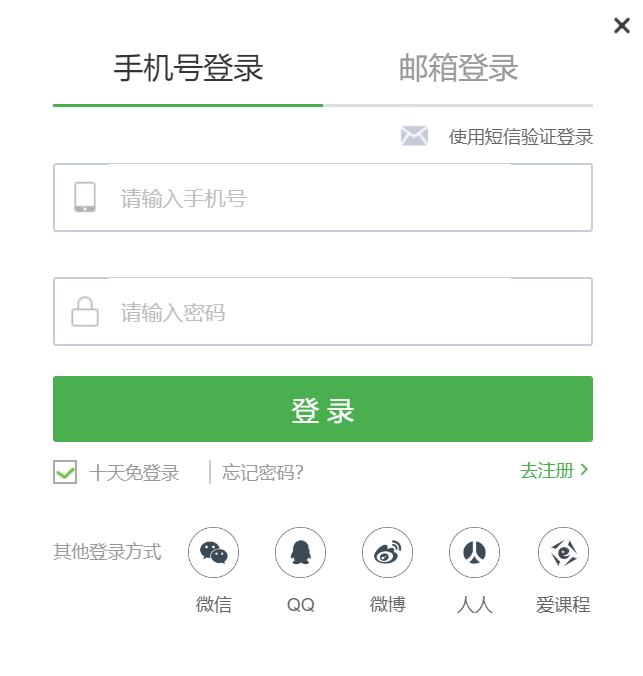 手机号登录 邮箱登录
使用短信验证登录
请输入手机号
请输入密码
登录
十天免登录 忘记密码? 去注册
其他登录方式
微信 QQ 微博 人人 爱课程